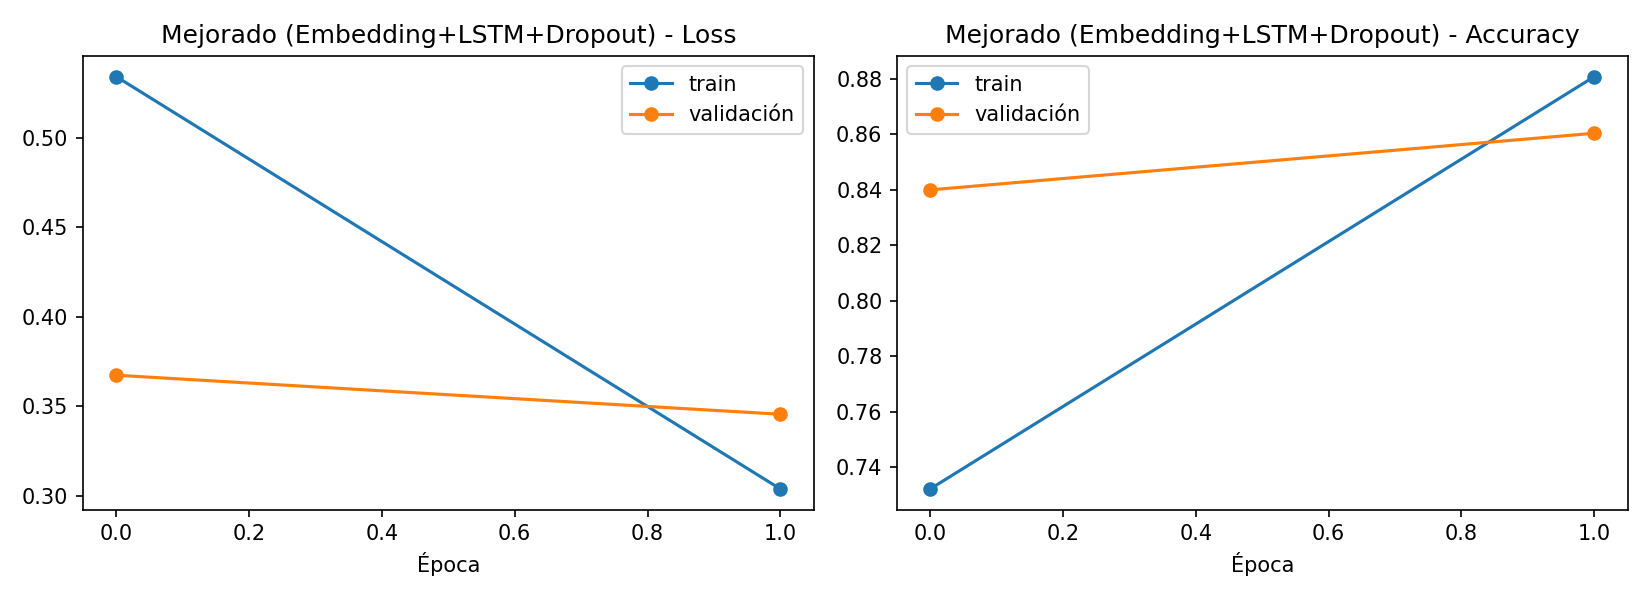 Mejorado (Embedding+LSTM+Dropout) - Loss
train
validación
0.50
0.45
0.40
0.35
0.30
0.0 0.2 0.4 0.6 0.8 1.0
Época
Mejorado (Embedding+LSTM+Dropout) - Accuracy
train
validación
0.88
0.86
0.84
0.82
0.80
0.78
0.76
0.74
0.0 0.2 0.4 0.6 0.8 1.0
Época